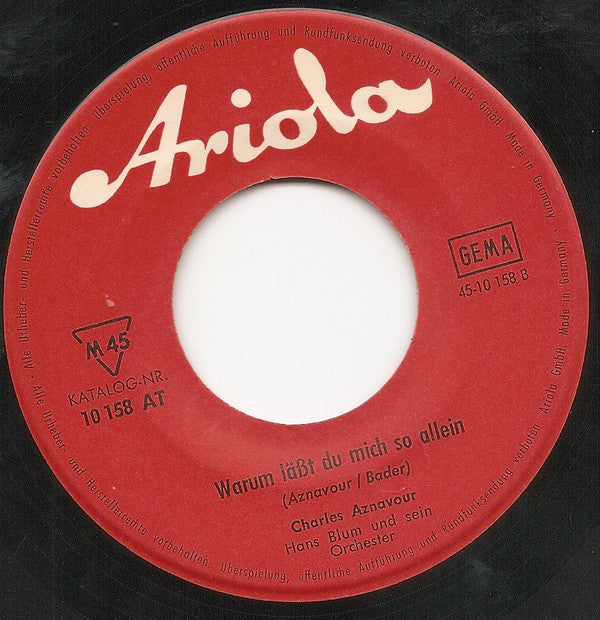 Ariola
GEMA
45-10 158 B
M 45
KATALOG-NR.
10 158 AT
Warum läßt du mich so allein
(Aznavour / Bader)
Charles Aznavour
Hans Blum und sein
Orchester
Alle Urheber- und Herstellerrechte vorbehalten. Überspielung, öffentliche Aufführung und Rundfunksendung verboten. Ariola GmbH Made in Germany ·
Alle Urheber- und Herstellerrechte vorbehalten. Überspielung, öffentliche Aufführung und Rundfunksendung verboten. Ariola GmbH Made in Germany ·